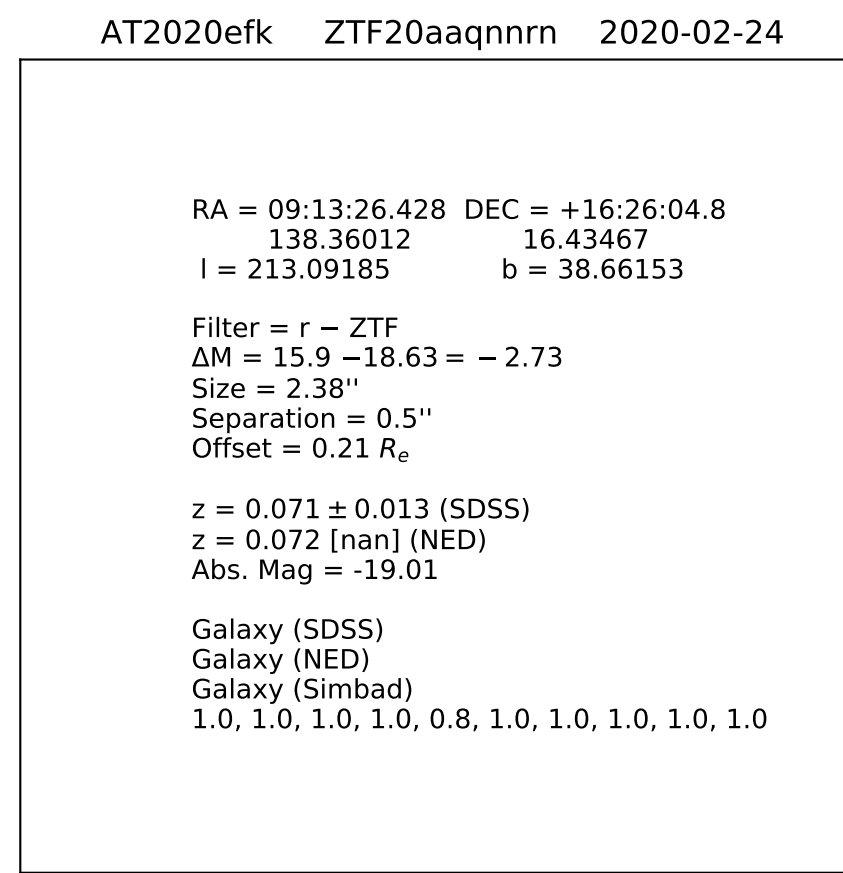 AT2020efk ZTF20aaqnnrn 2020-02-24
RA = 09:13:26.428 DEC = +16:26:04.8
138.36012 16.43467
l = 213.09185 b = 38.66153
Filter = r − ZTF
ΔM = 15.9 −18.63 = − 2.73
Size = 2.38''
Separation = 0.5''
Offset = 0.21 Rₑ
z = 0.071 ± 0.013 (SDSS)
z = 0.072 [nan] (NED)
Abs. Mag = -19.01
Galaxy (SDSS)
Galaxy (NED)
Galaxy (Simbad)
1.0, 1.0, 1.0, 1.0, 0.8, 1.0, 1.0, 1.0, 1.0, 1.0